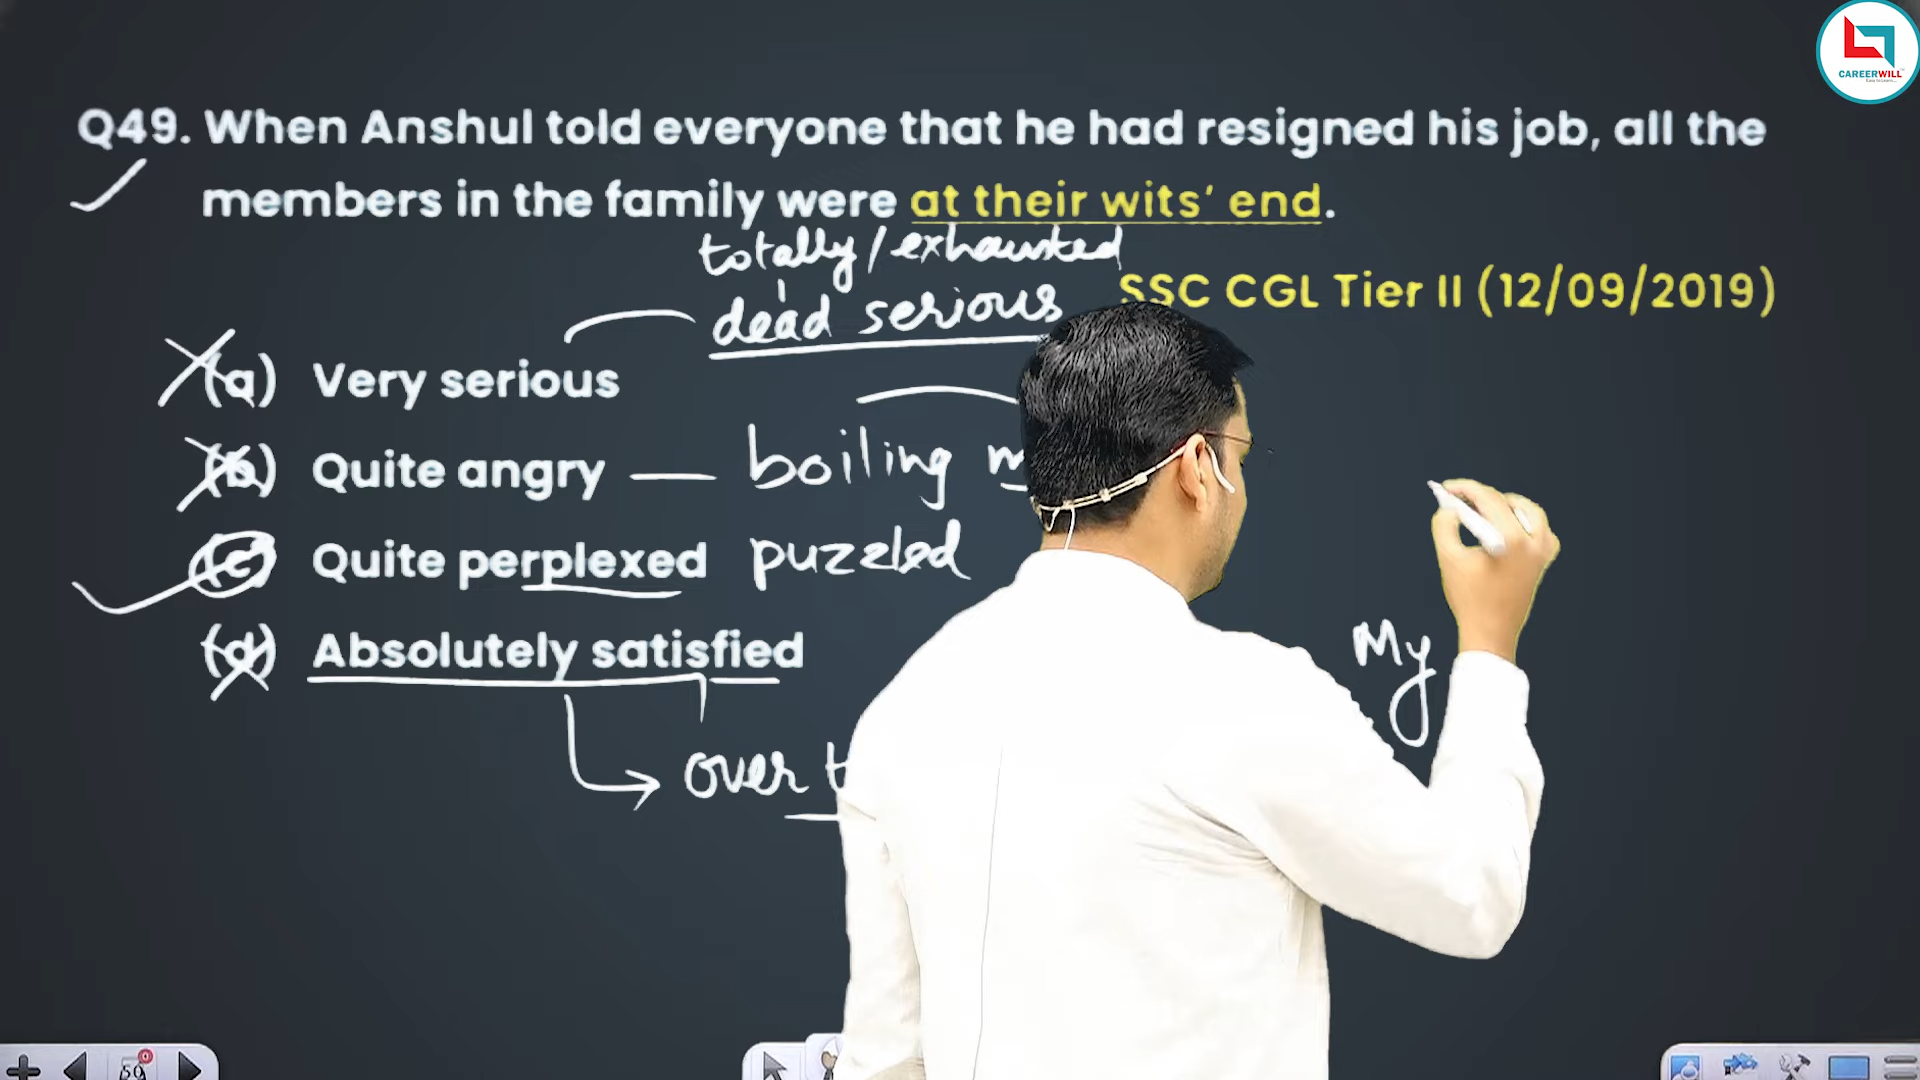 CAREERWILL
Q49. When Anshul told everyone that he had resigned his job, all the
members in the family were at their wits' end.
totally / exhausted
SSC CGL Tier II (12/09/2019)
dead serious
(a) Very serious
(b) Quite angry — boiling
(c) Quite perplexed puzzled
(d) Absolutely satisfied
My
over
50